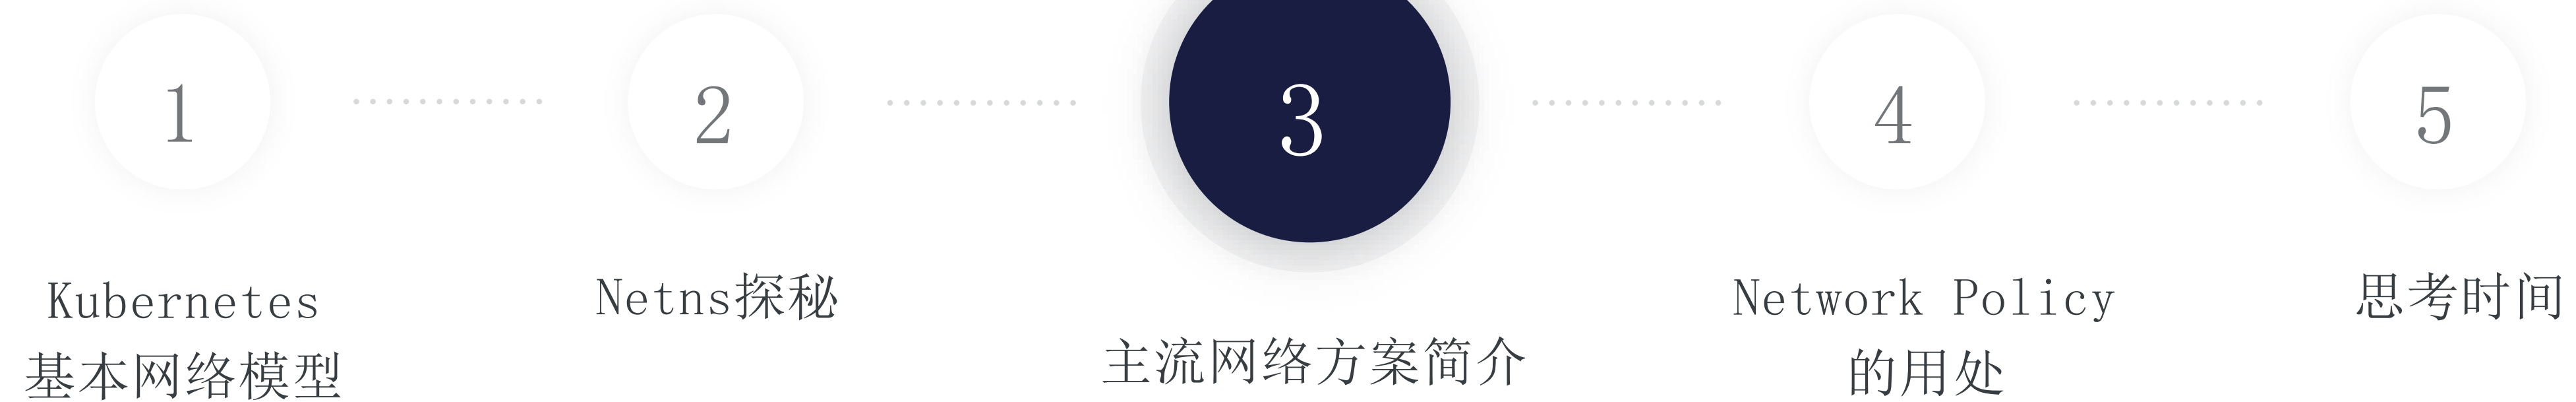 1
2
3
4
5
Kubernetes
基本网络模型
Netns探秘
主流网络方案简介
Network Policy
的用处
思考时间